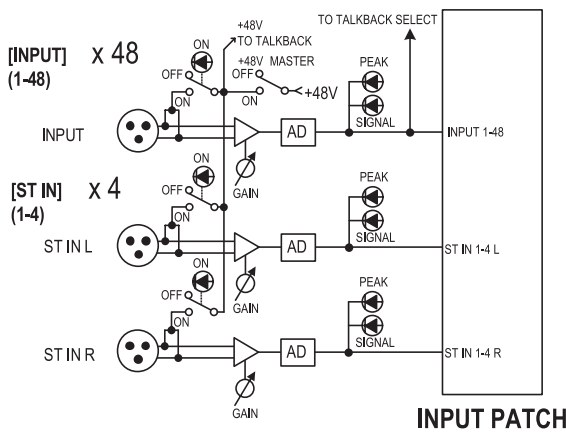 TO TALKBACK SELECT
+48V
TO TALKBACK
[INPUT] X 48
(1-48)
ON
PEAK
OFF
+48V MASTER
OFF
ON
ON
+48V
SIGNAL
INPUT
AD
INPUT 1-48
GAIN
[ST IN] X 4
(1-4)
ON
OFF
PEAK
ON
SIGNAL
ST IN L
AD
ST IN 1-4 L
ON
GAIN
OFF
PEAK
ON
SIGNAL
ST IN R
AD
ST IN 1-4 R
GAIN
INPUT PATCH